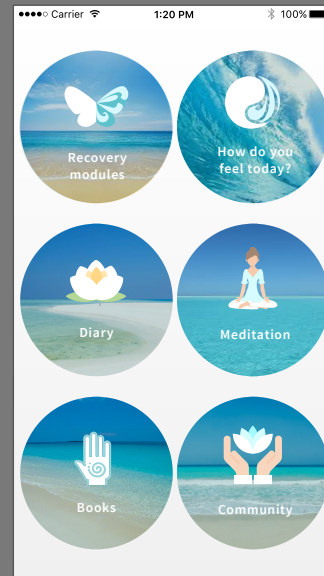 Carrier 1:20 PM 100%
Recovery
modules
How do you
feel today?
Diary
Meditation
Books
Community